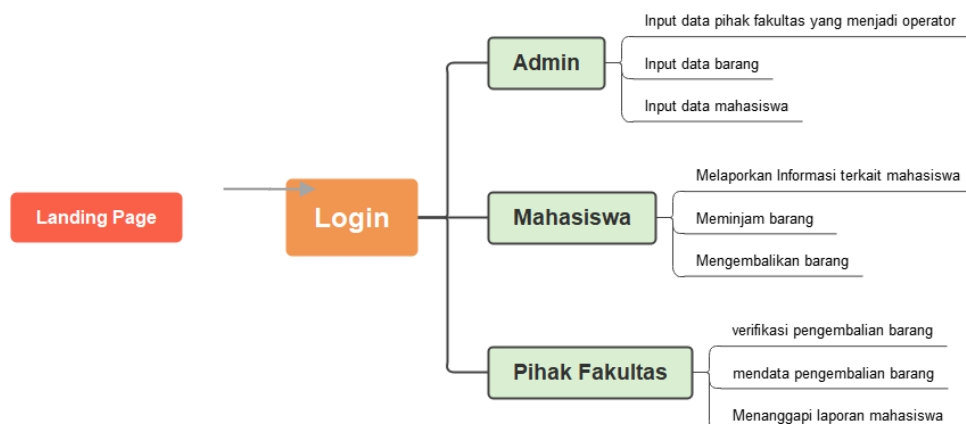 Landing Page
Login
Admin
Input data pihak fakultas yang menjadi operator
Input data barang
Input data mahasiswa
Mahasiswa
Melaporkan Informasi terkait mahasiswa
Meminjam barang
Mengembalikan barang
Pihak Fakultas
verifikasi pengembalian barang
mendata pengembalian barang
Menanggapi laporan mahasiswa